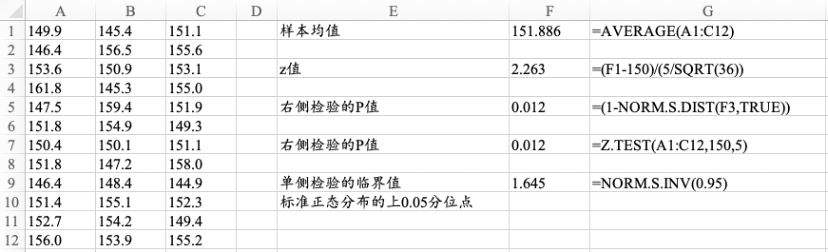 A B C D E F G
1 149.9 145.4 151.1 样本均值 151.886 =AVERAGE(A1:C12)
2 146.4 156.5 155.6
3 153.6 150.9 153.1 z值 2.263 =(F1-150)/(5/SQRT(36))
4 161.8 145.3 155.0
5 147.5 159.4 151.9 右侧检验的P值 0.012 =(1-NORM.S.DIST(F3,TRUE))
6 151.8 154.9 149.3
7 150.4 150.1 151.1 右侧检验的P值 0.012 =Z.TEST(A1:C12,150,5)
8 151.8 147.2 158.0
9 146.4 148.4 144.9 单侧检验的临界值 1.645 =NORM.S.INV(0.95)
10 151.4 155.1 152.3 标准正态分布的上0.05分位点
11 152.7 154.2 149.4
12 156.0 153.9 155.2